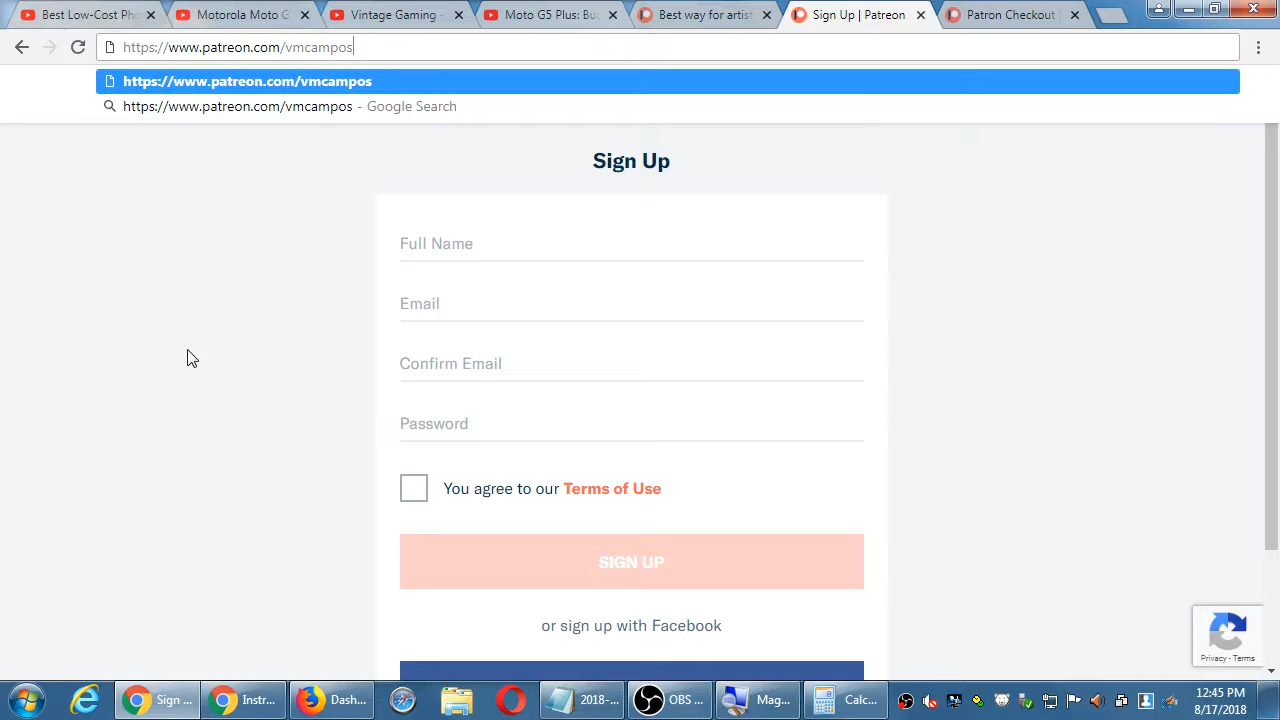 Best Low-Cost Ph
Motorola Moto G
Vintage Gaming -
Moto G5 Plus: Bu
Best way for artist
Sign Up | Patreon
Patron Checkout |
https://www.patreon.com/vmcampos
https://www.patreon.com/vmcampos
https://www.patreon.com/vmcampos - Google Search
Sign Up
Full Name
Email
Confirm Email
Password
You agree to our Terms of Use
SIGN UP
or sign up with Facebook
Privacy - Terms
Sign ...
Instr...
Dash...
2018-...
OBS ...
Mag...
Calc...
12:45 PM
8/17/2018